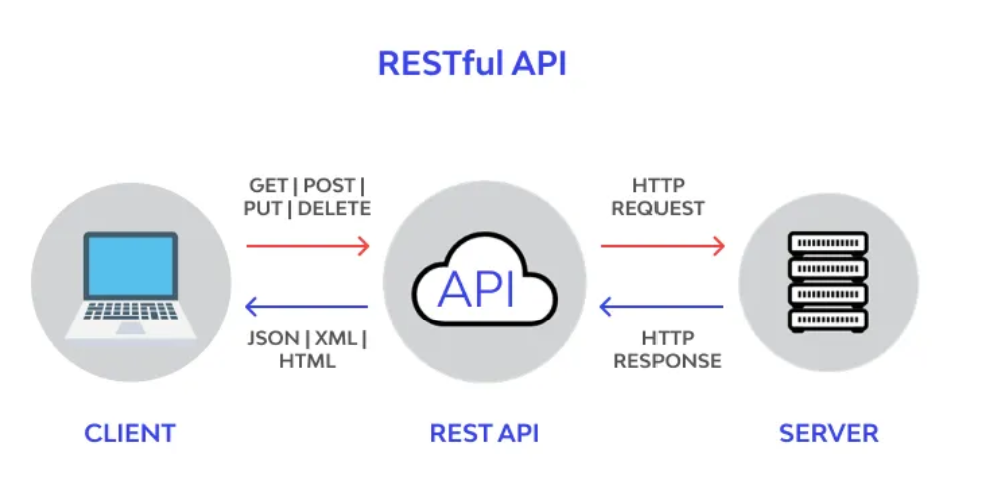 RESTful API
GET | POST |
PUT | DELETE
HTTP
REQUEST
API
JSON | XML |
HTML
HTTP
RESPONSE
CLIENT
REST API
SERVER